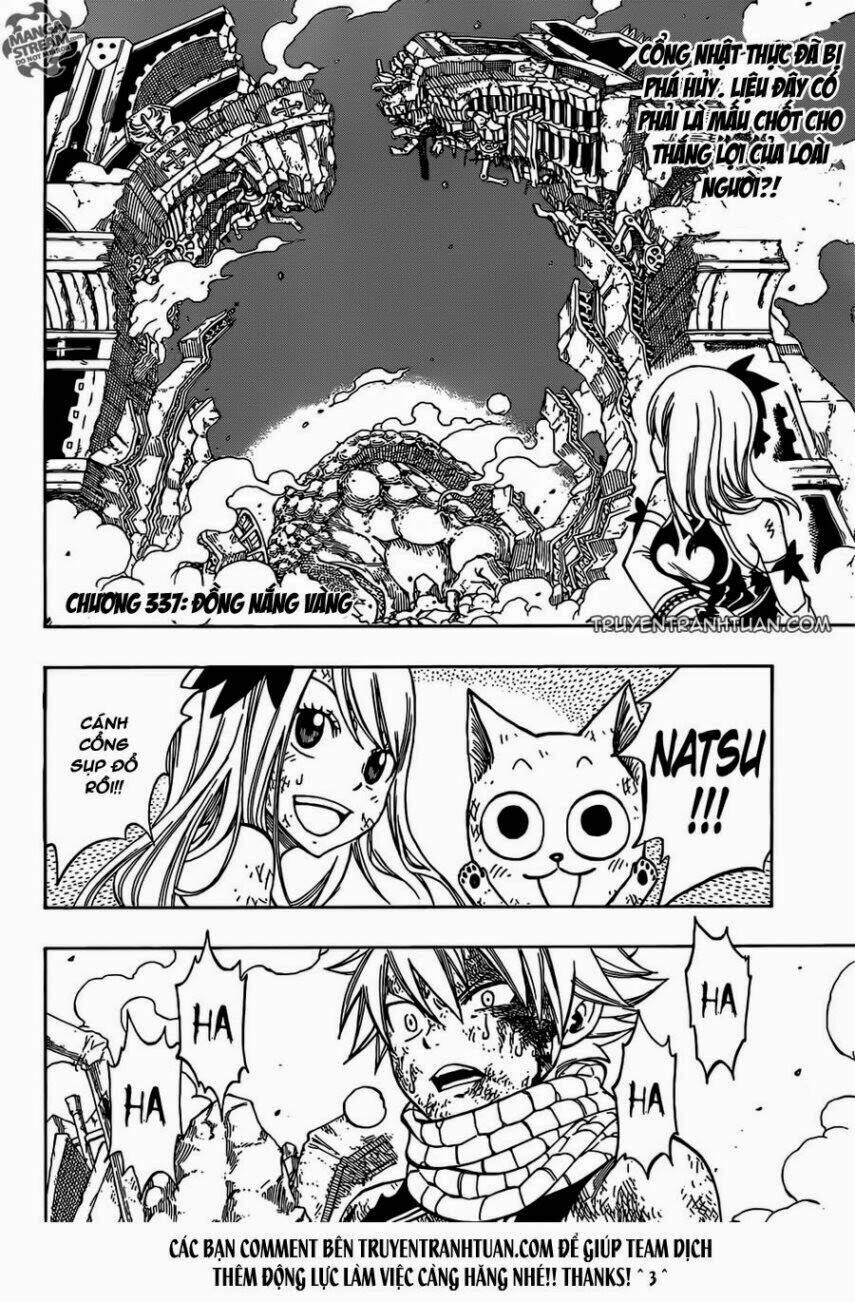 MANGA
STREAM
CỔNG NHẬT THỰC ĐÃ BỊ
PHÁ HỦY. LIỆU ĐÂY CÓ
PHẢI LÀ MẤU CHỐT CHO
THẮNG LỢI CỦA LOÀI
NGƯỜI?!
CHƯƠNG 337: ĐỒNG NẮNG VÀNG
TRUYENTRANHTUAN.COM
CÁNH
CỔNG
SỤP ĐỔ
RỒI!!
NATSU
!!!
HA
HA
HA
HA
CÁC BẠN COMMENT BÊN TRUYENTRANHTUAN.COM ĐỂ GIÚP TEAM DỊCH
THÊM ĐỘNG LỰC LÀM VIỆC CÀNG HĂNG NHÉ!! THANKS! ^3^